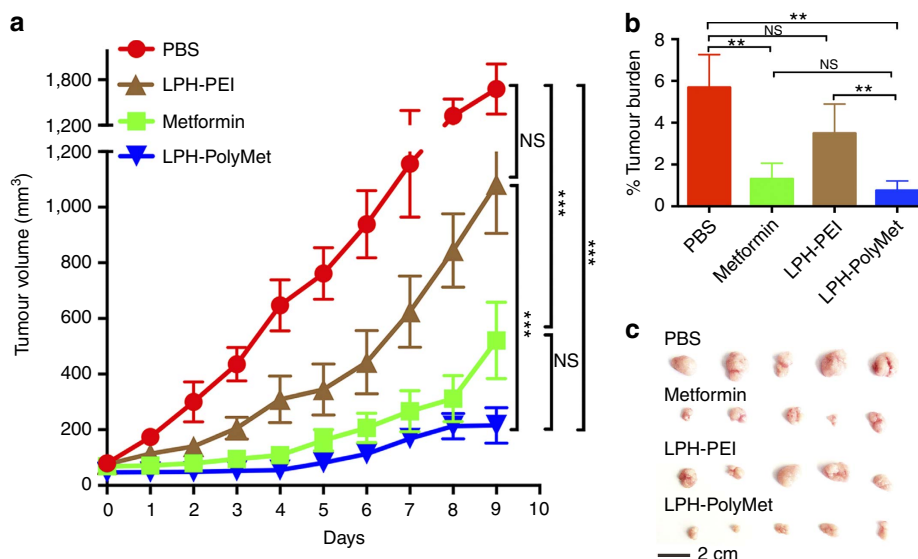 a
PBS
LPH-PEI
Metformin
LPH-PolyMet
1,800
1,200
1,200
1,000
800
600
400
200
0
Tumour volume (mm³)
0 1 2 3 4 5 6 7 8 9 10
Days
NS
***
***
***
NS
b
**
NS
**
NS
**
8
6
4
2
0
% Tumour burden
PBS
Metformin
LPH-PEI
LPH-PolyMet
c
PBS
Metformin
LPH-PEI
LPH-PolyMet
2 cm